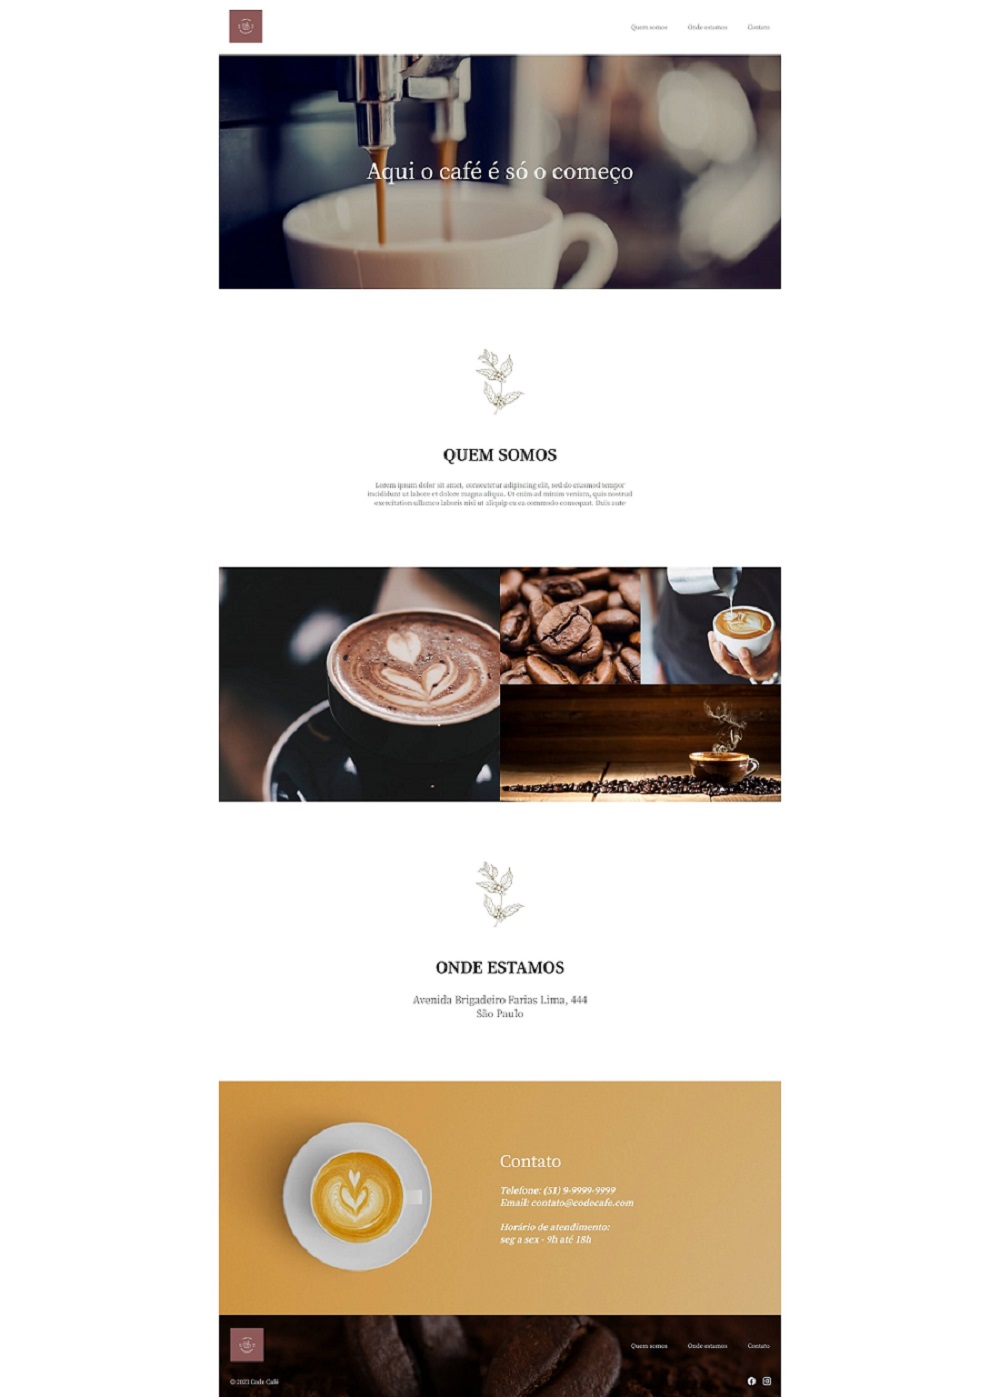 Quem somos
Onde estamos
Contato
Aqui o café é só o começo
QUEM SOMOS
Lorem ipsum dolor sit amet, consectetur adipiscing elit, sed do eiusmod tempor
incididunt ut labore et dolore magna aliqua. Ut enim ad minim veniam, quis nostrud
exercitation ullamco laboris nisi ut aliquip ex ea commodo consequat. Duis aute
ONDE ESTAMOS
Avenida Brigadeiro Farias Lima, 444
São Paulo
Contato
Telefone: (51) 9-9999-9999
Email: contato@codecafe.com
Horário de atendimento:
seg a sex - 9h até 18h
Quem somos
Onde estamos
Contato
© 2023 Code Café